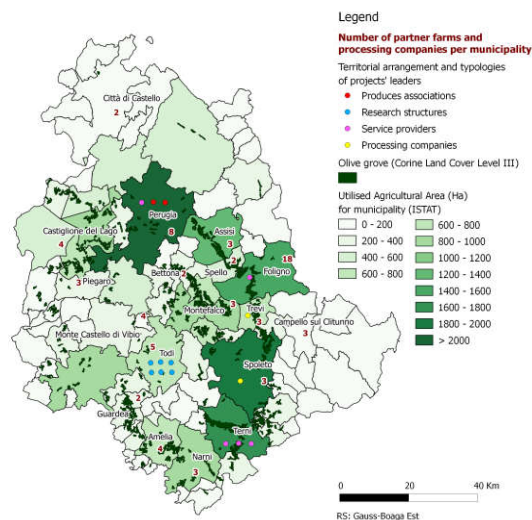 Legend
Number of partner farms and
processing companies per municipality
Territorial arrangement and typologies
of projects' leaders
Produces associations
Research structures
Service providers
Processing companies
Olive grove (Corine Land Cover Level III)
Utilised Agricultural Area (Ha)
for municipality (ISTAT)
0 - 200
200 - 400
400 - 600
600 - 800
600 - 800
800 - 1000
1000 - 1200
1200 - 1400
1400 - 1600
1600 - 1800
1800 - 2000
> 2000
Città di Castello
2
Perugia
8
Castiglione del Lago
4
Assisi
3
2
18
Foligno
Piegaro
3
Bettona
2
Spello
Montefalco
3
Trevi
3
4
Monte Castello di Vibio
Campello sul Clitunno
3
5
Todi
Spoleto
3
2
Guardea
Amelia
4
Terni
Narni
3
0
20
40 Km
RS: Gauss-Boaga Est